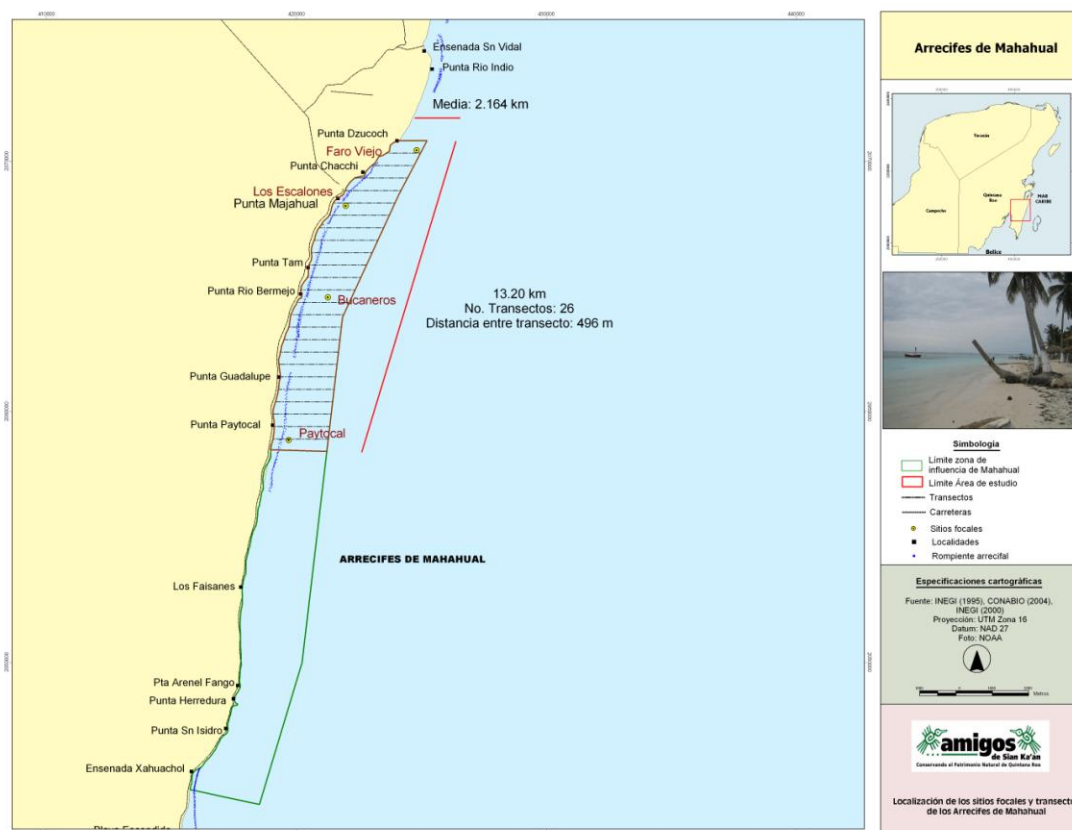 410000
420000
430000
440000
Ensenada Sn Vidal
Punta Rio Indio
Media: 2.164 km
Punta Dzucoch
Faro Viejo
Punta Chacchi
Los Escalones
Punta Majahual
Punta Tam
Punta Rio Bermejo
Bucaneros
13.20 km
No. Transectos: 26
Distancia entre transecto: 496 m
Punta Guadalupe
Punta Paytocal
Paytocal
ARRECIFES DE MAHAHUAL
Los Faisanes
Pta Arenel Fango
Punta Herredura
Punta Sn Isidro
Ensenada Xahuachol
Arrecifes de Mahahual
Yucatán
Quintana
Roo
MAR
CARIBE
Campeche
Belice
Simbología
Límite zona de
influencia de Mahahual
Límite Área de estudio
Transectos
Carreteras
Sitios focales
Localidades
Rompiente arrecifal
Especificaciones cartográficas
Fuente: INEGI (1995), CONABIO (2004),
INEGI (2000)
Proyección: UTM Zona 16
Datum: NAD 27
Foto: NOAA
Metros
amigos
de Sian Ka'an
Conservando el Patrimonio Natural de Quintana Roo
Localización de los sitios focales y transecto
de los Arrecifes de Mahahual